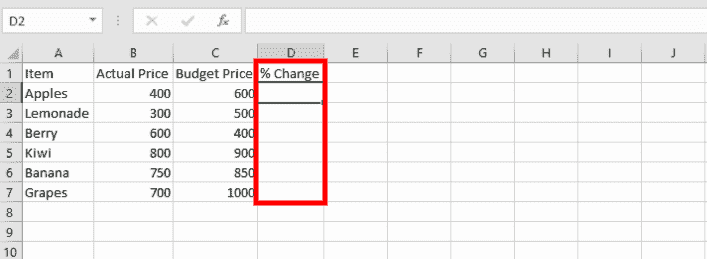 D2 fx
A B C D E F G H I J
1 Item Actual Price Budget Price % Change
2 Apples 400 600
3 Lemonade 300 500
4 Berry 600 400
5 Kiwi 800 900
6 Banana 750 850
7 Grapes 700 1000
8
9
10